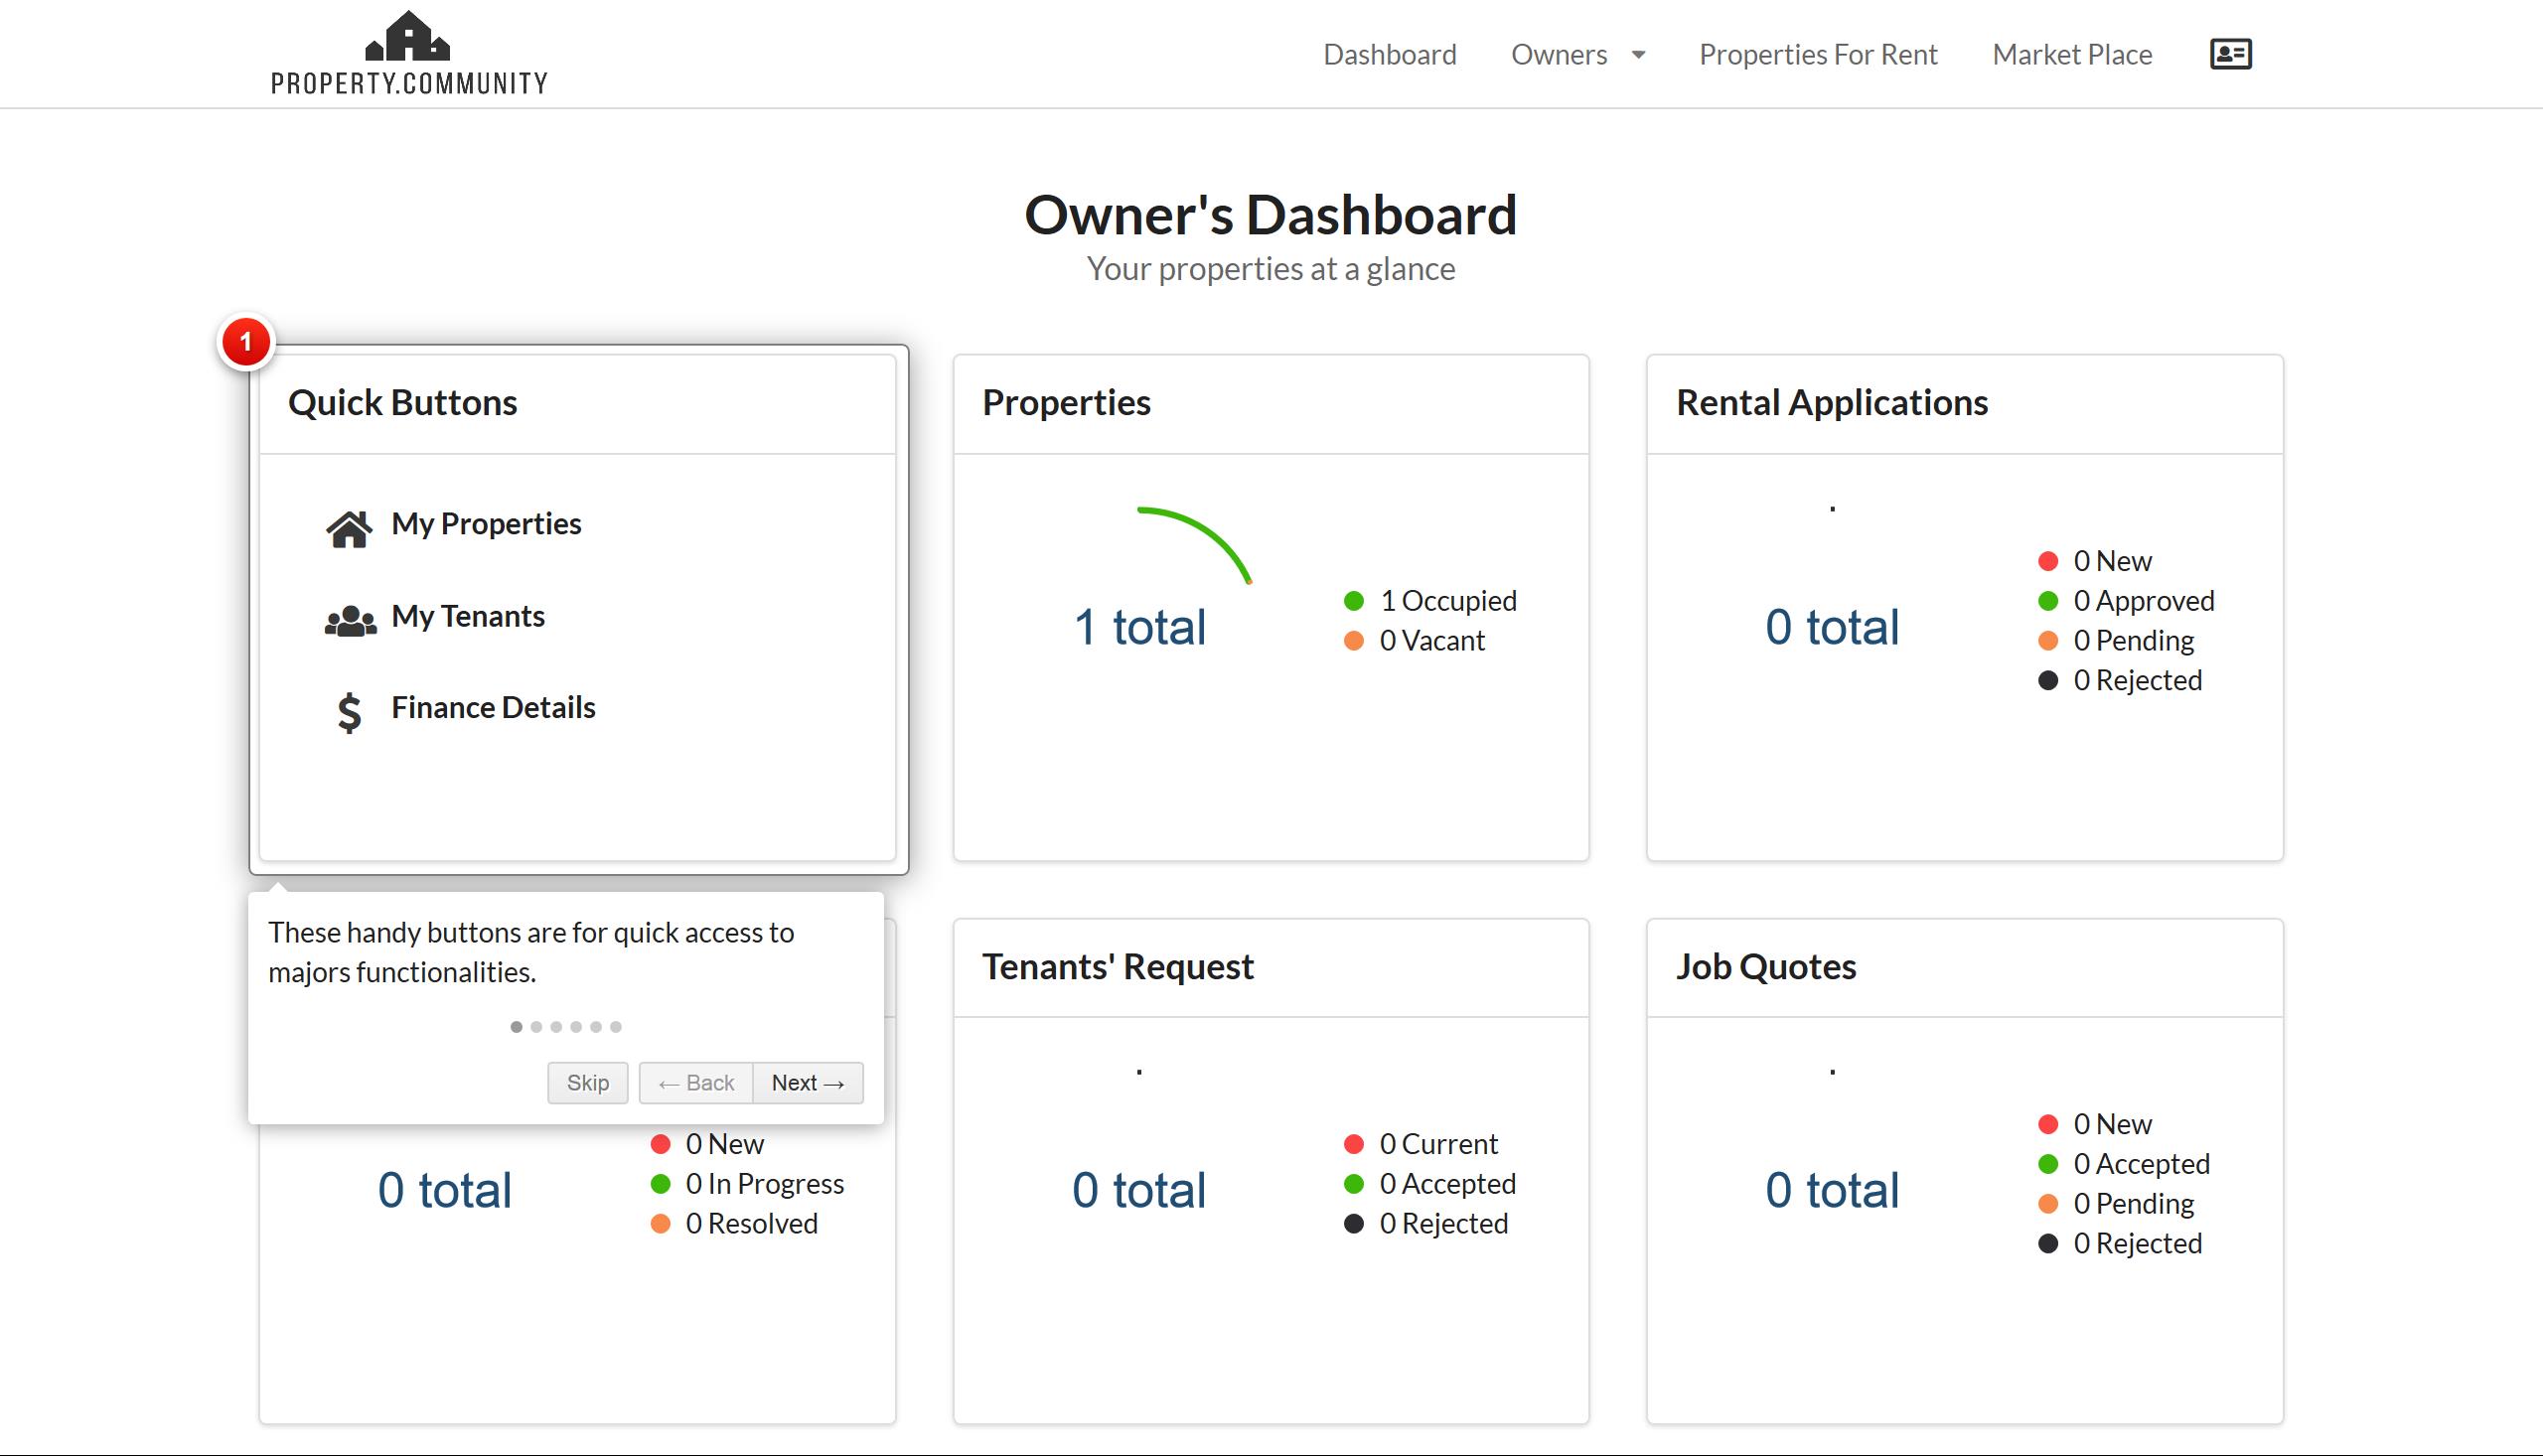 PROPERTY.COMMUNITY
Dashboard
Owners
Properties For Rent
Market Place
Owner's Dashboard
Your properties at a glance
1
Quick Buttons
My Properties
My Tenants
Finance Details
Properties
1 total
1 Occupied
0 Vacant
Rental Applications
0 total
0 New
0 Approved
0 Pending
0 Rejected
These handy buttons are for quick access to
majors functionalities.
Skip
← Back
Next →
0 total
0 New
0 In Progress
0 Resolved
Tenants' Request
0 total
0 Current
0 Accepted
0 Rejected
Job Quotes
0 total
0 New
0 Accepted
0 Pending
0 Rejected